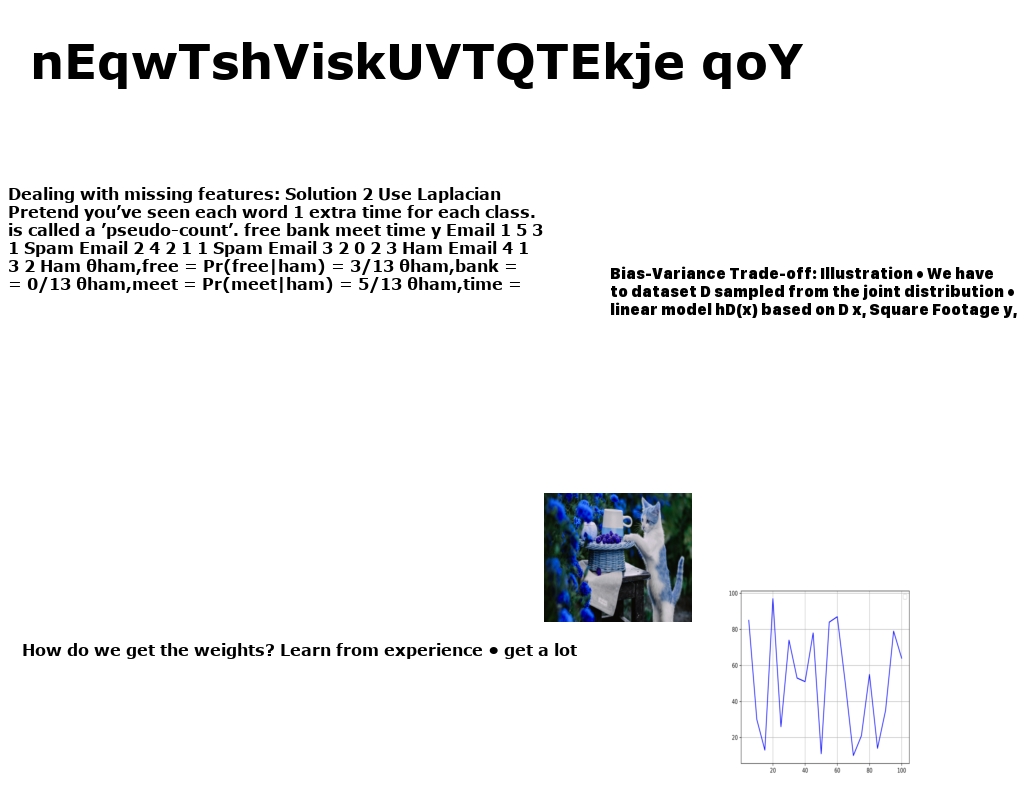 nEqwTshViskUVTQTEkje qoY
Dealing with missing features: Solution 2 Use Laplacian
Pretend you’ve seen each word 1 extra time for each class.
is called a ’pseudo-count’. free bank meet time y Email 1 5 3
1 Spam Email 2 4 2 1 1 Spam Email 3 2 0 2 3 Ham Email 4 1
3 2 Ham θham,free = Pr(free|ham) = 3/13 θham,bank =
= 0/13 θham,meet = Pr(meet|ham) = 5/13 θham,time =
Bias-Variance Trade-off: Illustration • We have
to dataset D sampled from the joint distribution •
linear model hD(x) based on D x, Square Footage y,
How do we get the weights? Learn from experience • get a lot
100
80
60
40
20
20 40 60 80 100